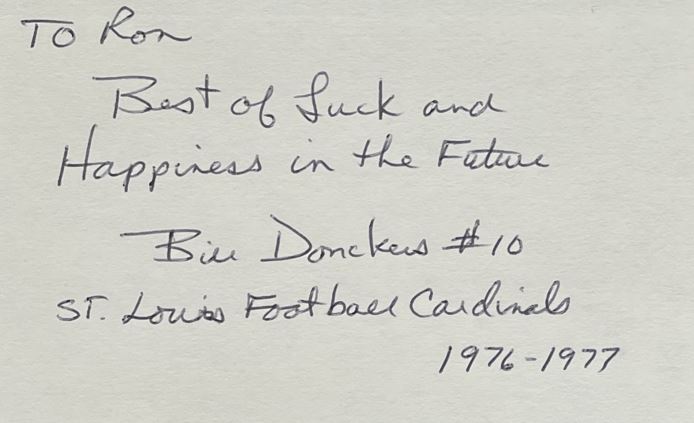 To Ron
Best of Luck and
Happiness in the Future
Bill Donckers #10
ST. Louis Football Cardinals
1976-1977